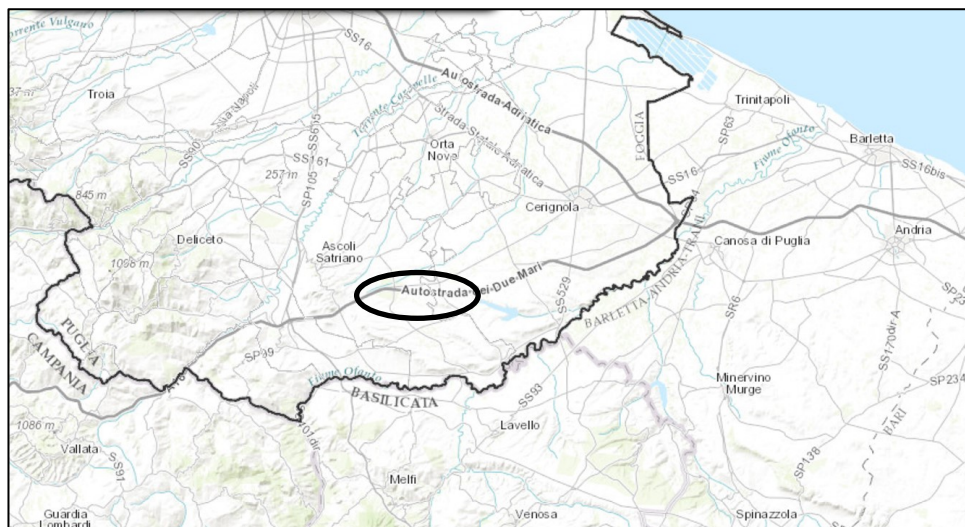 Torrente Vulgano
SS16
Troia
Via Napoli
SS90
SS655
Torrente Carapelle
Autostrada Adriatica
Strada Statale Adriatica
Orta
Nova
SS161
257 m
SP105
845 m
Deliceto
1098 m
Ascoli
Satriano
Cerignola
FOGGIA
Trinitapoli
SP63
Fiume Ofanto
Barletta
SS16
SS16bis
Canosa di Puglia
Andria
Autostrada dei Due Mari
SS529
BARLETTA-ANDRIA-TRANI
SR6
SS170dir A
PUGLIA
CAMPANIA
SP99
Fiume Ofanto
BASILICATA
SS93
Lavello
Minervino
Murge
SP234
BARI
SP138
1086 m
Vallata
SS91
401dir
Melfi
Venosa
Spinazzola
Guardia
Lombardi